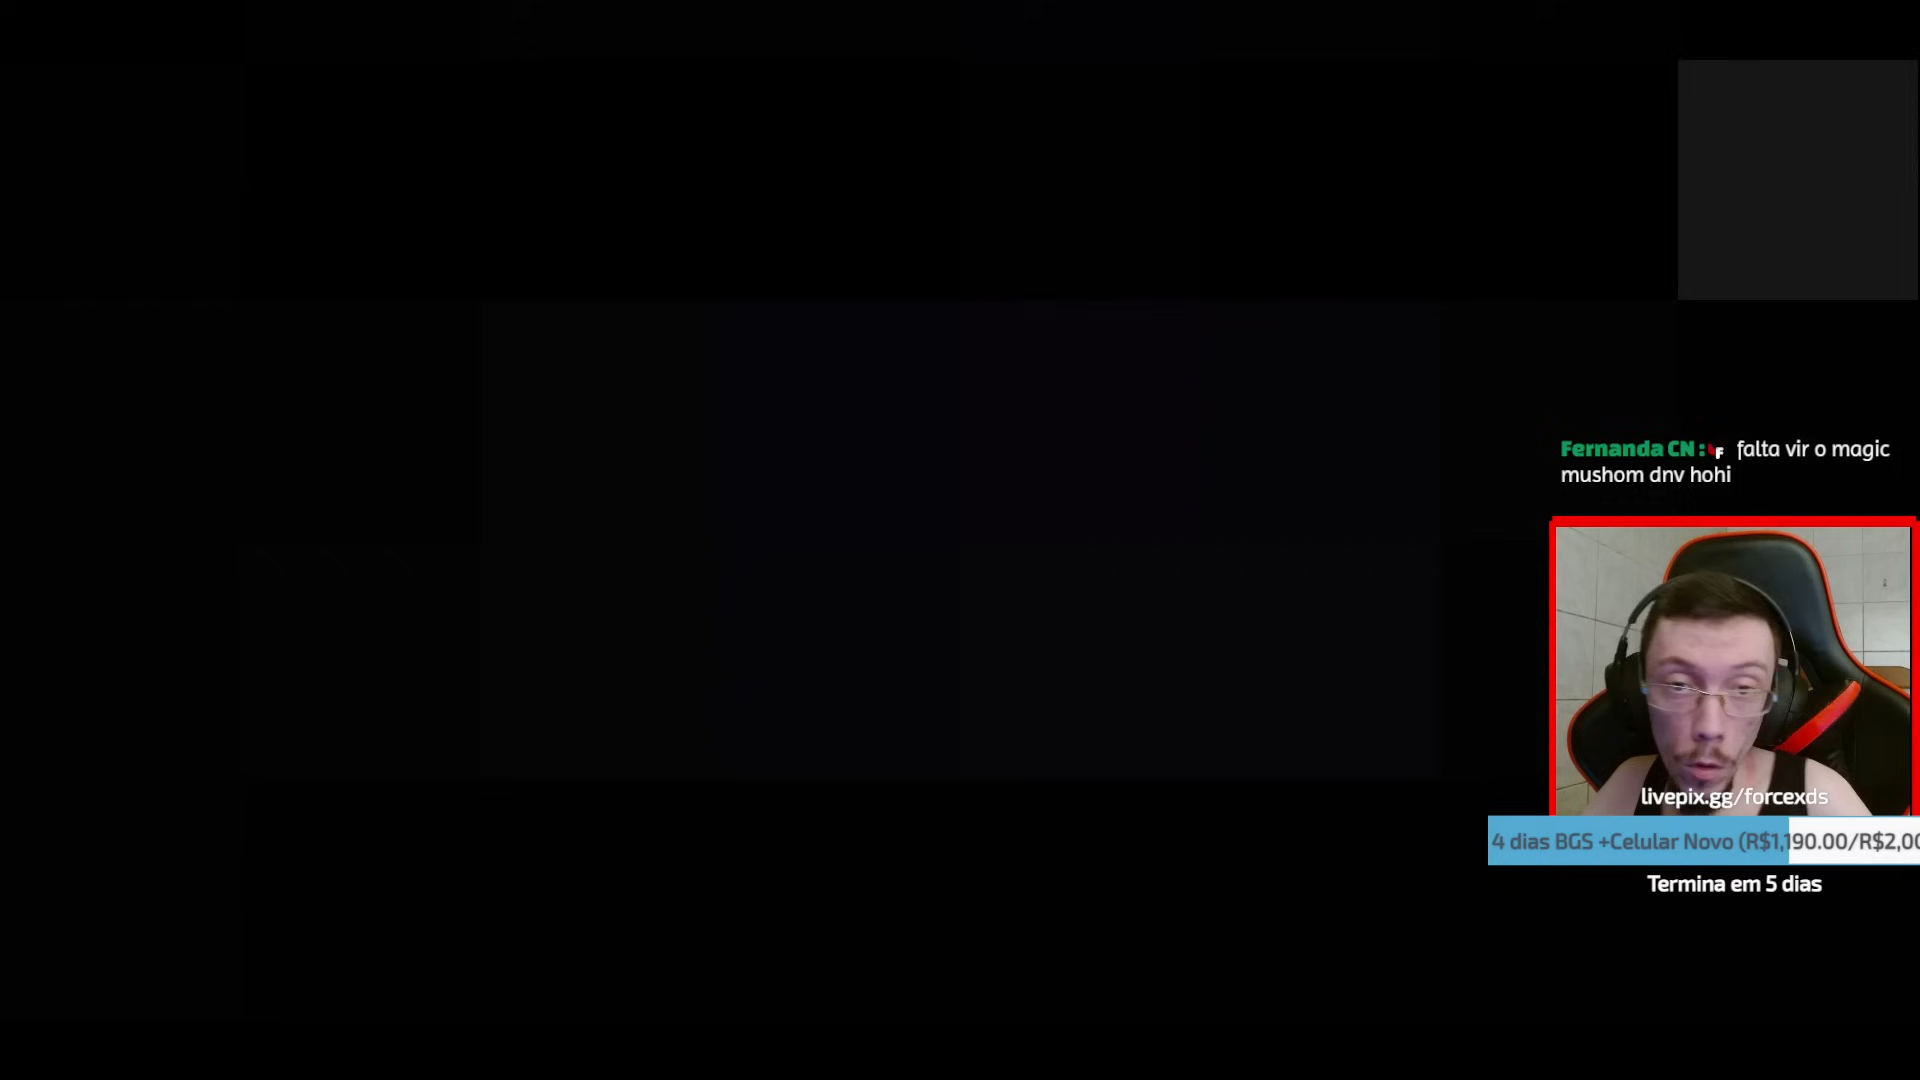 Fernanda CN : falta vir o magic
mushom dnv hohi
livepix.gg/forcexds
4 dias BGS +Celular Novo (R$1,190.00/R$2,00
Termina em 5 dias